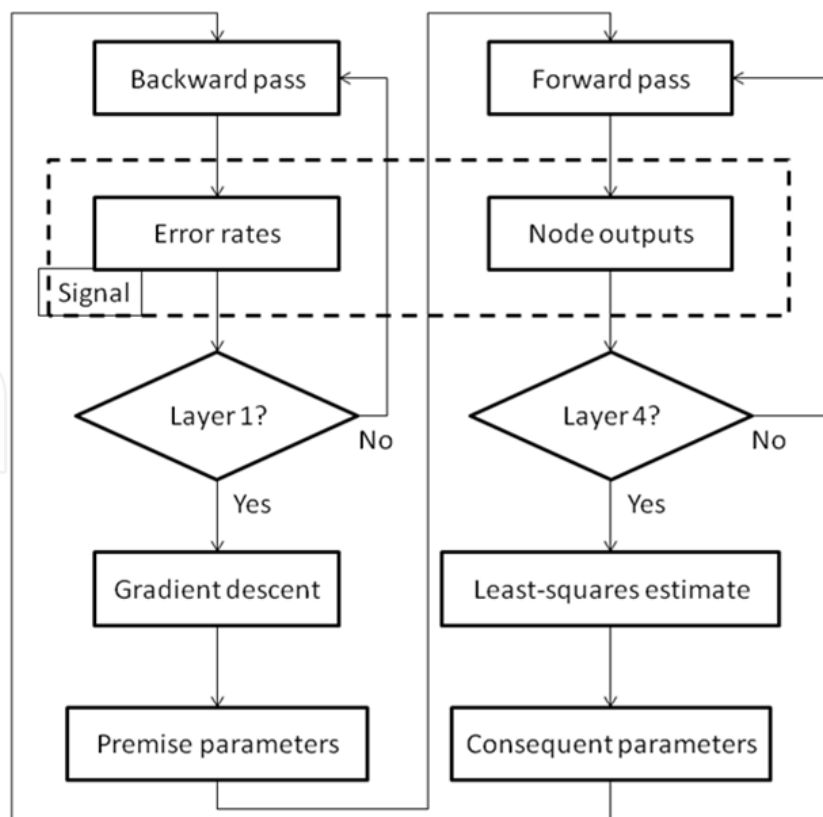 Backward pass
Forward pass
Error rates
Node outputs
Signal
Layer 1?
Layer 4?
No
No
Yes
Yes
Gradient descent
Least-squares estimate
Premise parameters
Consequent parameters